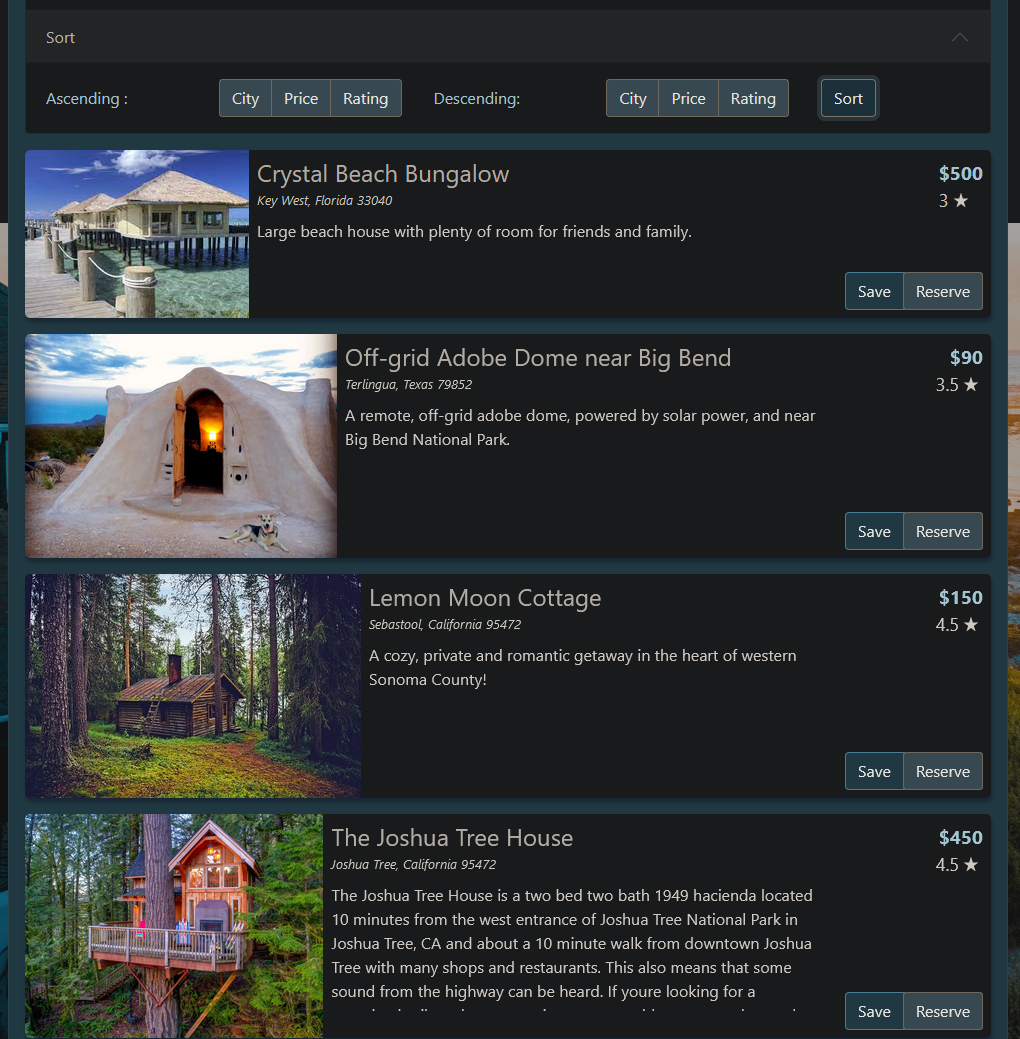 Sort
Ascending : City Price Rating Descending: City Price Rating Sort
Crystal Beach Bungalow $500
Key West, Florida 33040 3 ★
Large beach house with plenty of room for friends and family.
Save Reserve
Off-grid Adobe Dome near Big Bend $90
Terlingua, Texas 79852 3.5 ★
A remote, off-grid adobe dome, powered by solar power, and near
Big Bend National Park.
Save Reserve
Lemon Moon Cottage $150
Sebastool, California 95472 4.5 ★
A cozy, private and romantic getaway in the heart of western
Sonoma County!
Save Reserve
The Joshua Tree House $450
Joshua Tree, California 95472 4.5 ★
The Joshua Tree House is a two bed two bath 1949 hacienda located
10 minutes from the west entrance of Joshua Tree National Park in
Joshua Tree, CA and about a 10 minute walk from downtown Joshua
Tree with many shops and restaurants. This also means that some
sound from the highway can be heard. If youre looking for a
Save Reserve